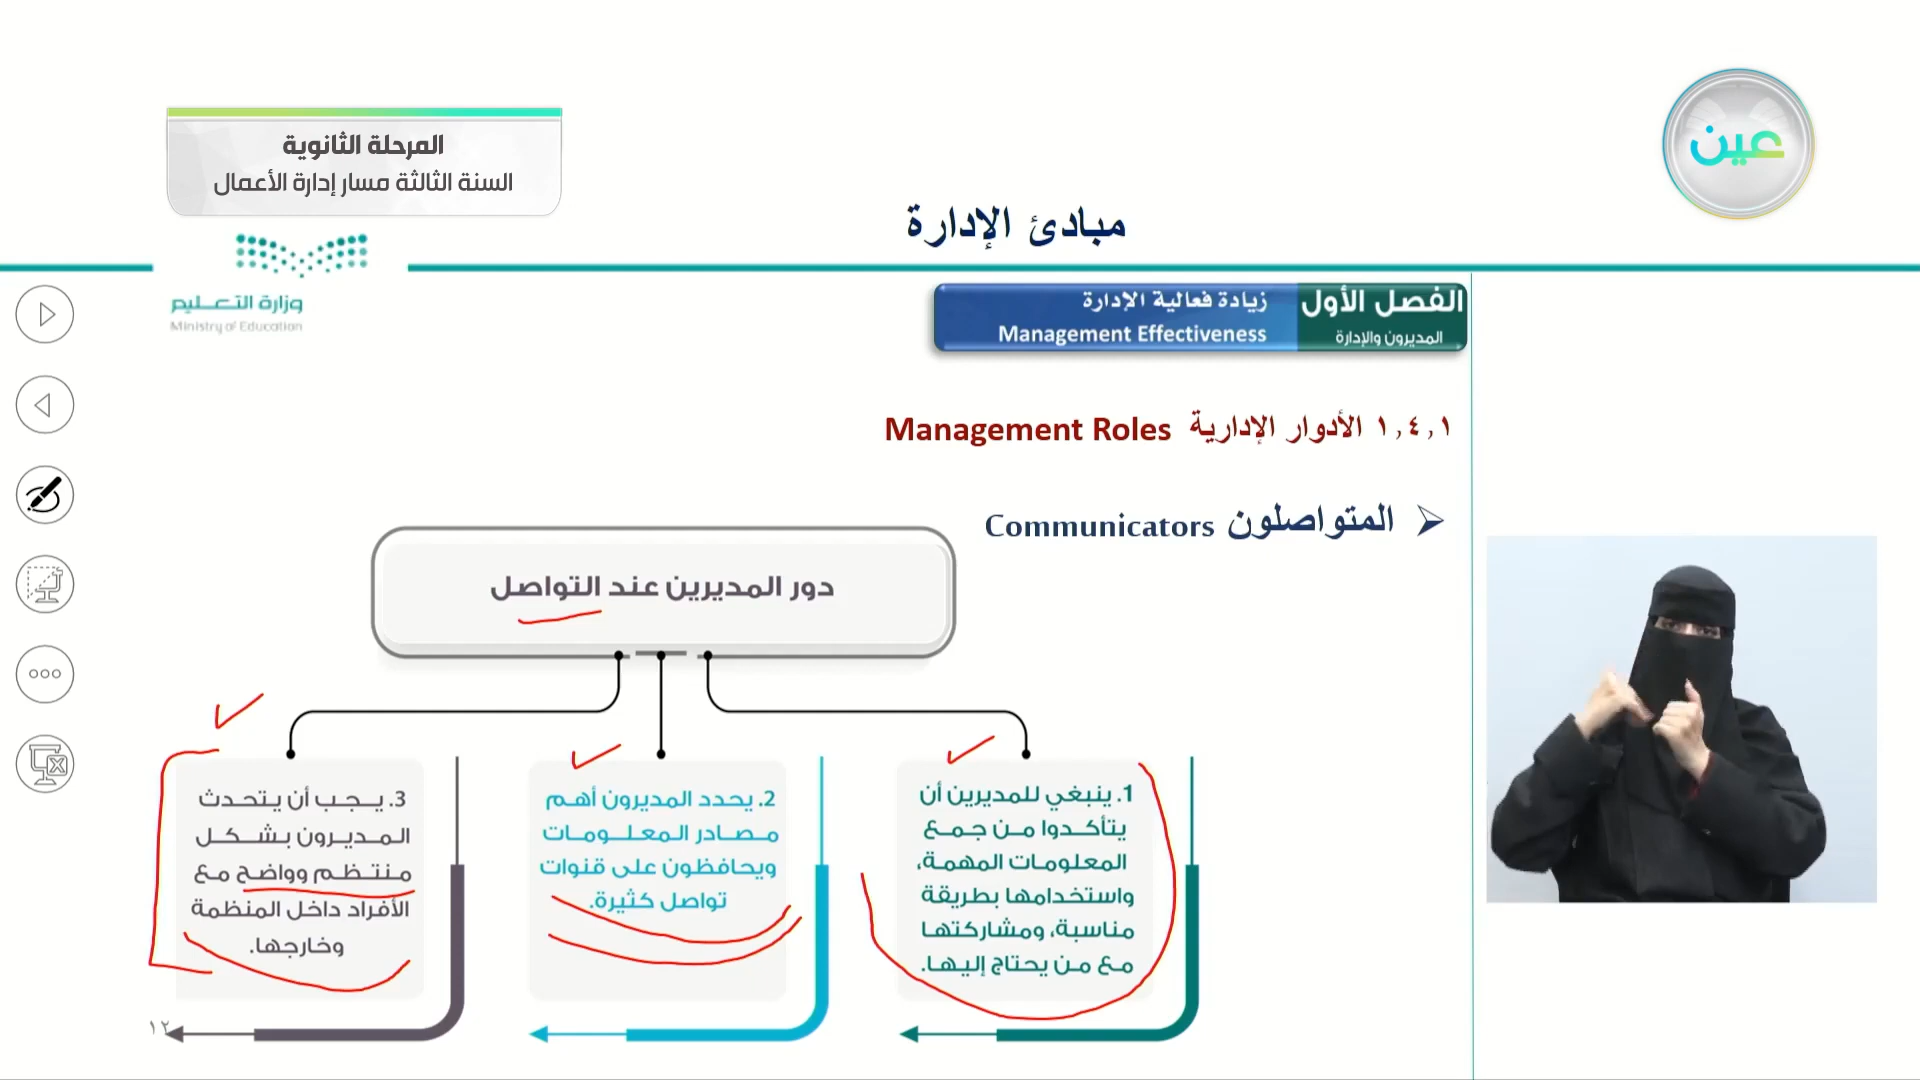 المرحلة الثانوية
السنة الثالثة مسار إدارة الأعمال
عين
مبادئ الإدارة
وزارة التعليم
Ministry of Education
الفصل الأول
المديرون والإدارة
زيادة فعالية الإدارة
Management Effectiveness
١,٤,١ الأدوار الإدارية Management Roles
المتواصلون Communicators
دور المديرين عند التواصل
1. ينبغي للمديرين أن
يتأكدوا من جمع
المعلومات المهمة،
واستخدامها بطريقة
مناسبة، ومشاركتها
مع من يحتاج إليها.
2. يحدد المديرون أهم
مصادر المعلومات
ويحافظون على قنوات
تواصل كثيرة.
3. يجب أن يتحدث
المديرون بشكل
منتظم وواضح مع
الأفراد داخل المنظمة
وخارجها.
١٢